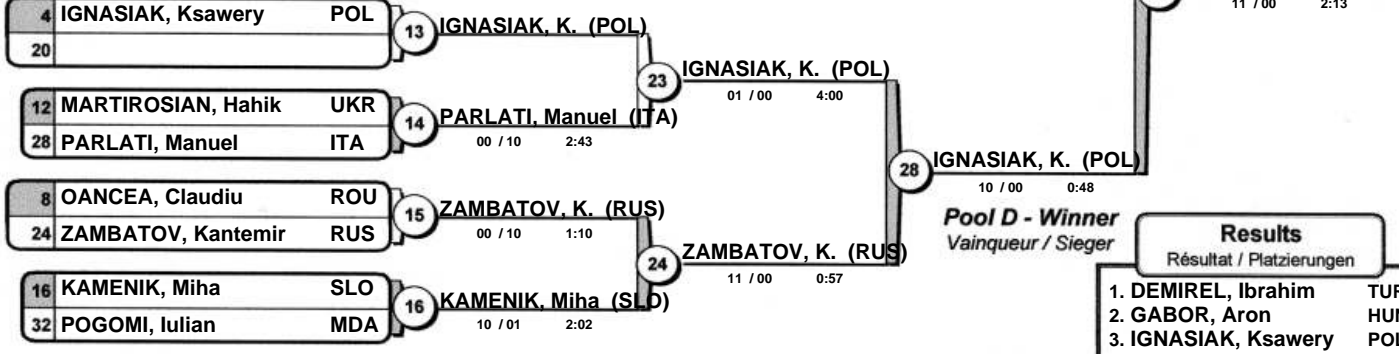 4 IGNASIAK, Ksawery POL
20
13 IGNASIAK, K. (POL)
12 MARTIROSIAN, Hahik UKR
28 PARLATI, Manuel ITA
14 PARLATI, Manuel (ITA)
00 / 10 2:43
23 IGNASIAK, K. (POL)
01 / 00 4:00
8 OANCEA, Claudiu ROU
24 ZAMBATOV, Kantemir RUS
15 ZAMBATOV, K. (RUS)
00 / 10 1:10
16 KAMENIK, Miha SLO
32 POGOMI, Iulian MDA
16 KAMENIK, Miha (SLO)
10 / 01 2:02
24 ZAMBATOV, K. (RUS)
11 / 00 0:57
28 IGNASIAK, K. (POL)
10 / 00 0:48
Pool D - Winner
Vainqueur / Sieger
11 / 00 2:13
Results
Résultat / Platzierungen
1. DEMIREL, Ibrahim
2. GABOR, Aron
3. IGNASIAK, Ksawery